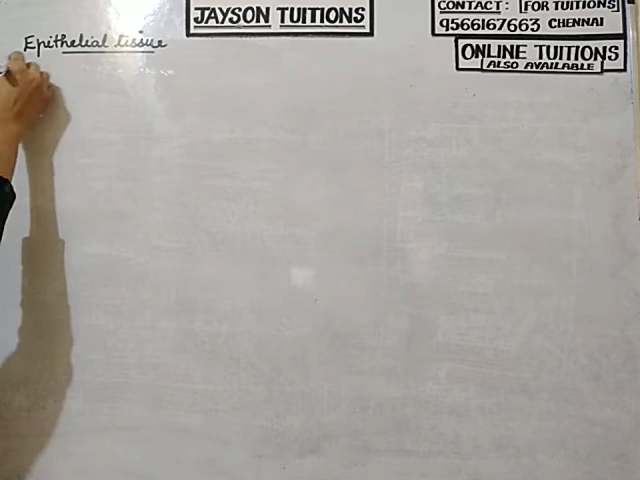 JAYSON TUITIONS
CONTACT: FOR TUITIONS
9566167663 CHENNAI
ONLINE TUITIONS
ALSO AVAILABLE
Epithelial tissue